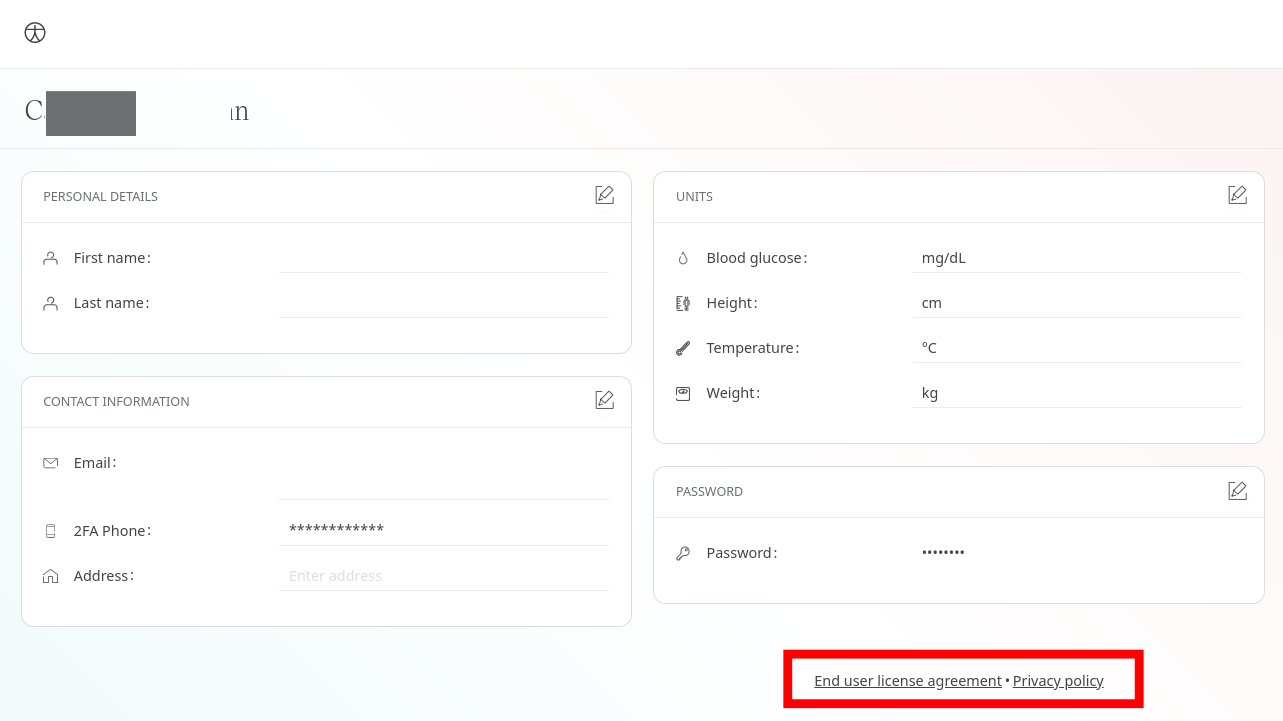 PERSONAL DETAILS
First name:
Last name:
CONTACT INFORMATION
Email:
2FA Phone: ************
Address: Enter address
UNITS
Blood glucose: mg/dL
Height: cm
Temperature: °C
Weight: kg
PASSWORD
Password: ••••••••
End user license agreement • Privacy policy